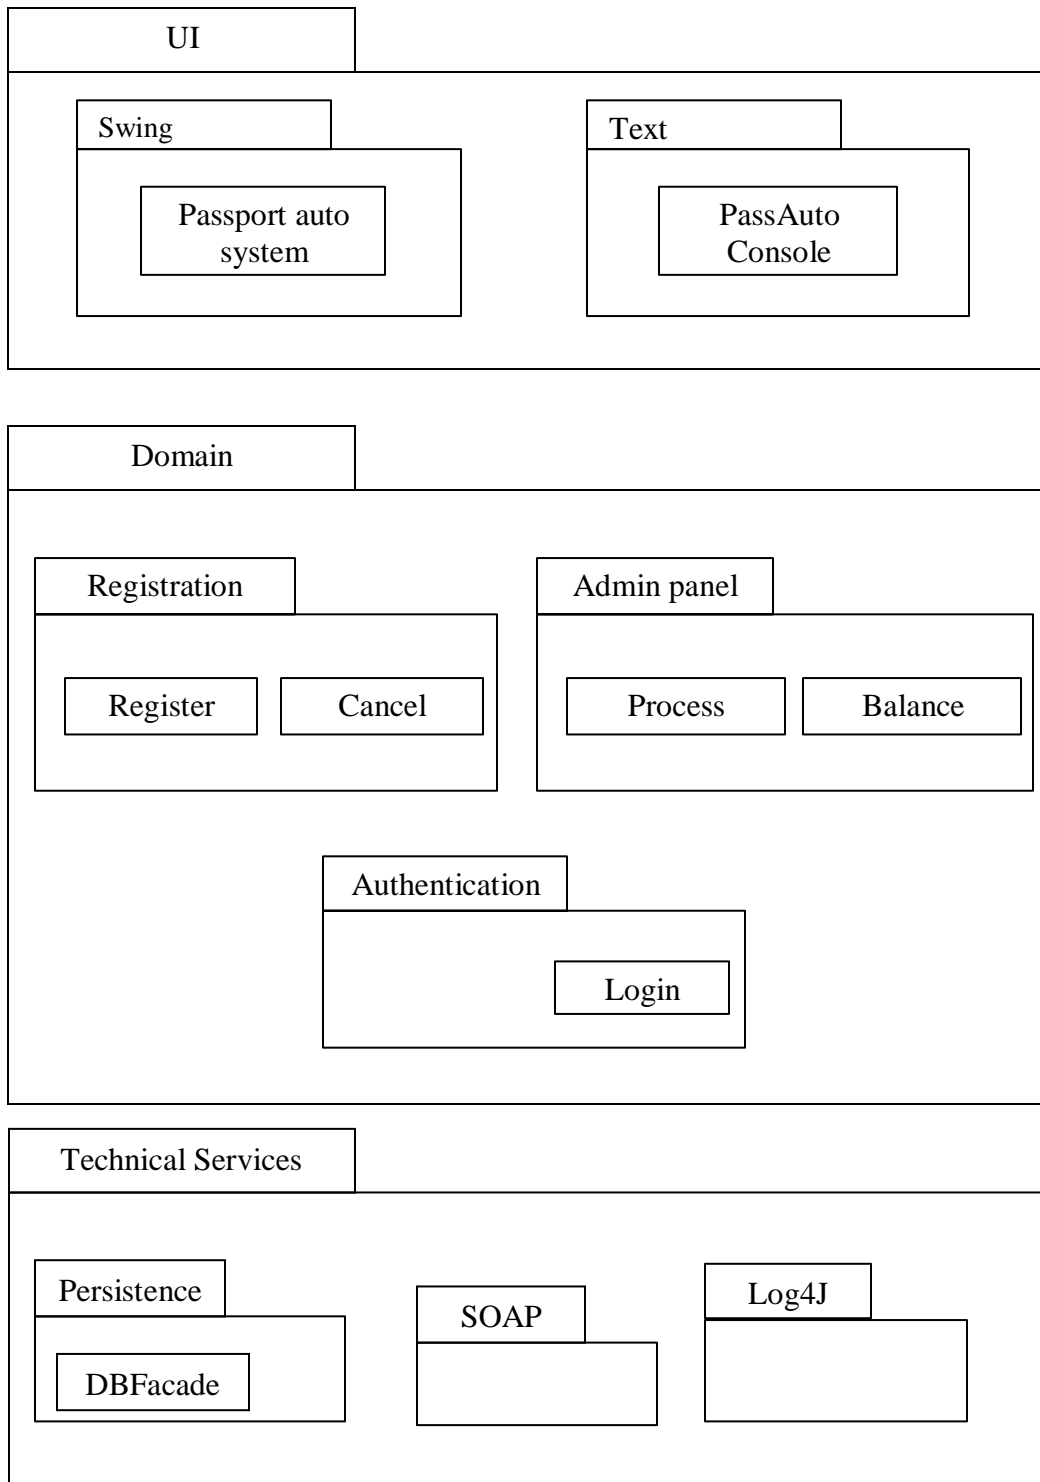 UI
Swing
Text
Passport auto
system
PassAuto
Console
Domain
Registration
Admin panel
Register
Cancel
Process
Balance
Authentication
Login
Technical Services
Persistence
SOAP
Log4J
DBFacade